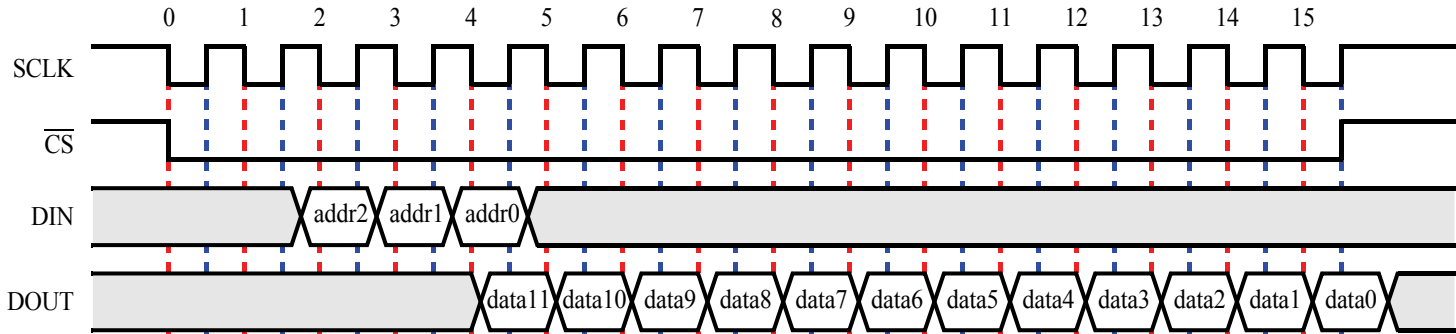 0 1 2 3 4 5 6 7 8 9 10 11 12 13 14 15
SCLK
CS
DIN addr2 addr1 addr0
DOUT data11 data10 data9 data8 data7 data6 data5 data4 data3 data2 data1 data0